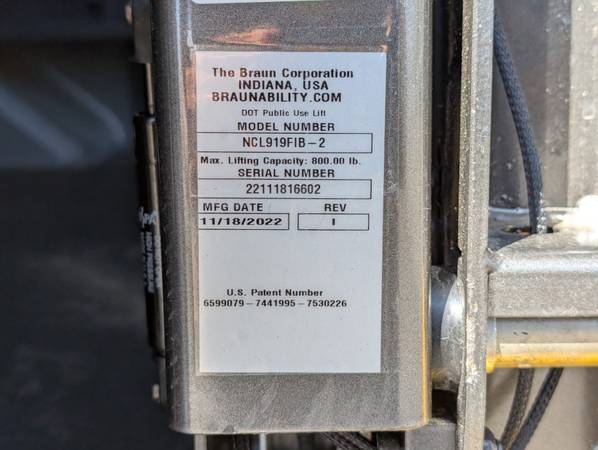 The Braun Corporation
INDIANA, USA
BRAUNABILITY.COM
DOT Public Use Lift
MODEL NUMBER
NCL919FIB-2
Max. Lifting Capacity: 800.00 lb.
SERIAL NUMBER
22111816602
MFG DATE REV
11/18/2022 I
U.S. Patent Number
6599079-7441995-7530226